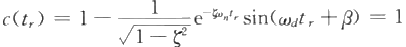 c(t_r) = 1 - \frac{1}{\sqrt{1-ζ^2}} e^{-ζω_n t_r} sin(ω_d t_r + β) = 1